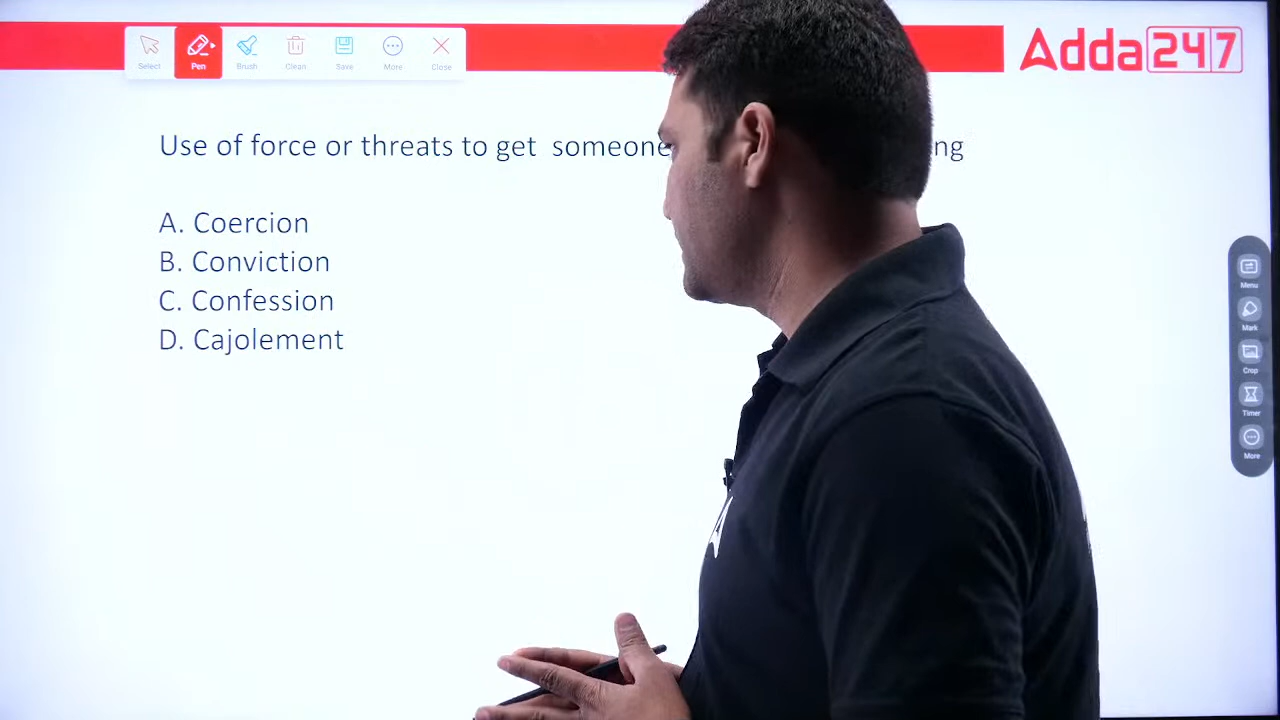 Select Pen Brush Clean Save More Close
Adda247
Use of force or threats to get someone
A. Coercion
B. Conviction
C. Confession
D. Cajolement
Menu
Mark
Crop
Timer
More